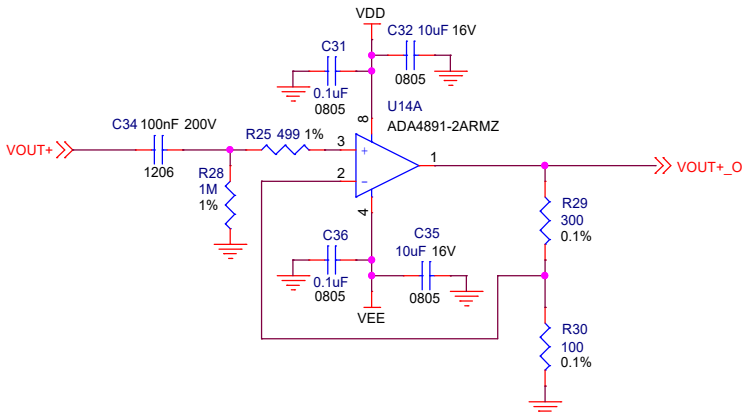 VDD
C31
0.1uF
0805
C32 10uF 16V
0805
U14A
ADA4891-2ARMZ
8
C34 100nF 200V
1206
VOUT+
R25 499 1%
R28
1M
1%
3
+
2
-
1
4
VOUT+_O
R29
300
0.1%
C36
0.1uF
0805
C35
10uF 16V
0805
VEE
R30
100
0.1%